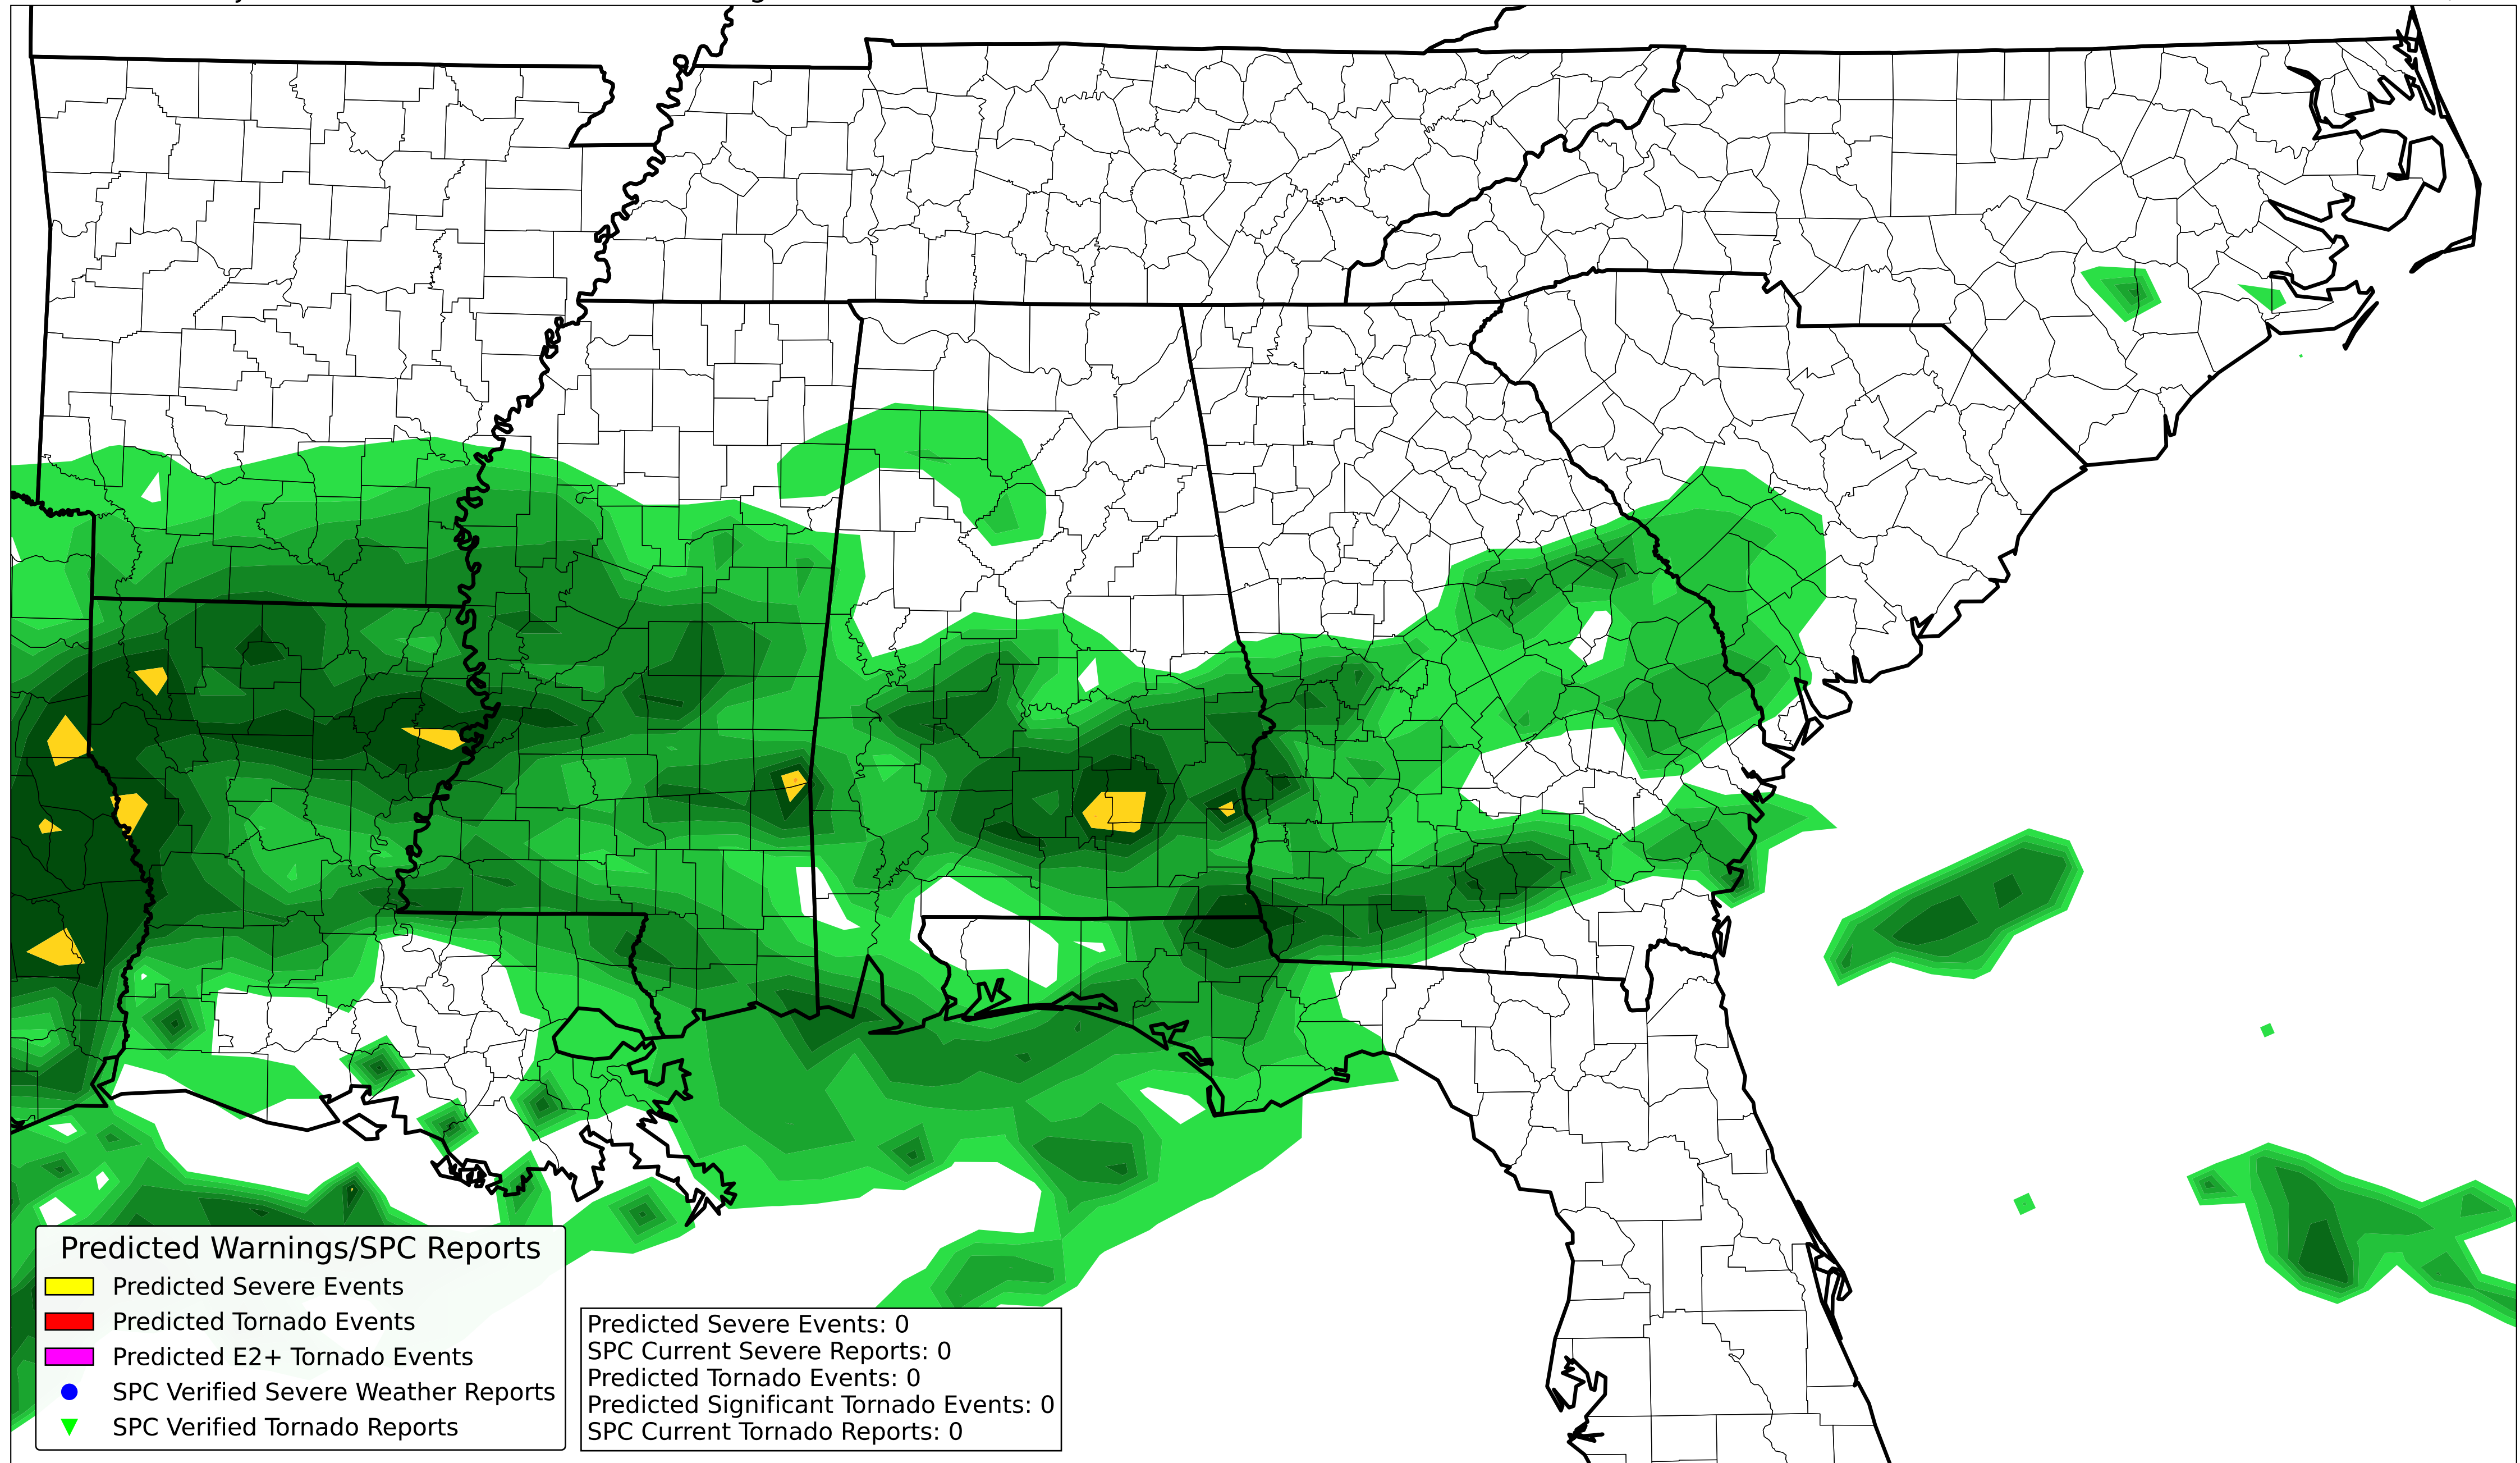 Predicted Warnings/SPC Reports
Predicted Severe Events
Predicted Tornado Events
Predicted E2+ Tornado Events
SPC Verified Severe Weather Reports
SPC Verified Tornado Reports
Predicted Severe Events: 0
SPC Current Severe Reports: 0
Predicted Tornado Events: 0
Predicted Significant Tornado Events: 0
SPC Current Tornado Reports: 0